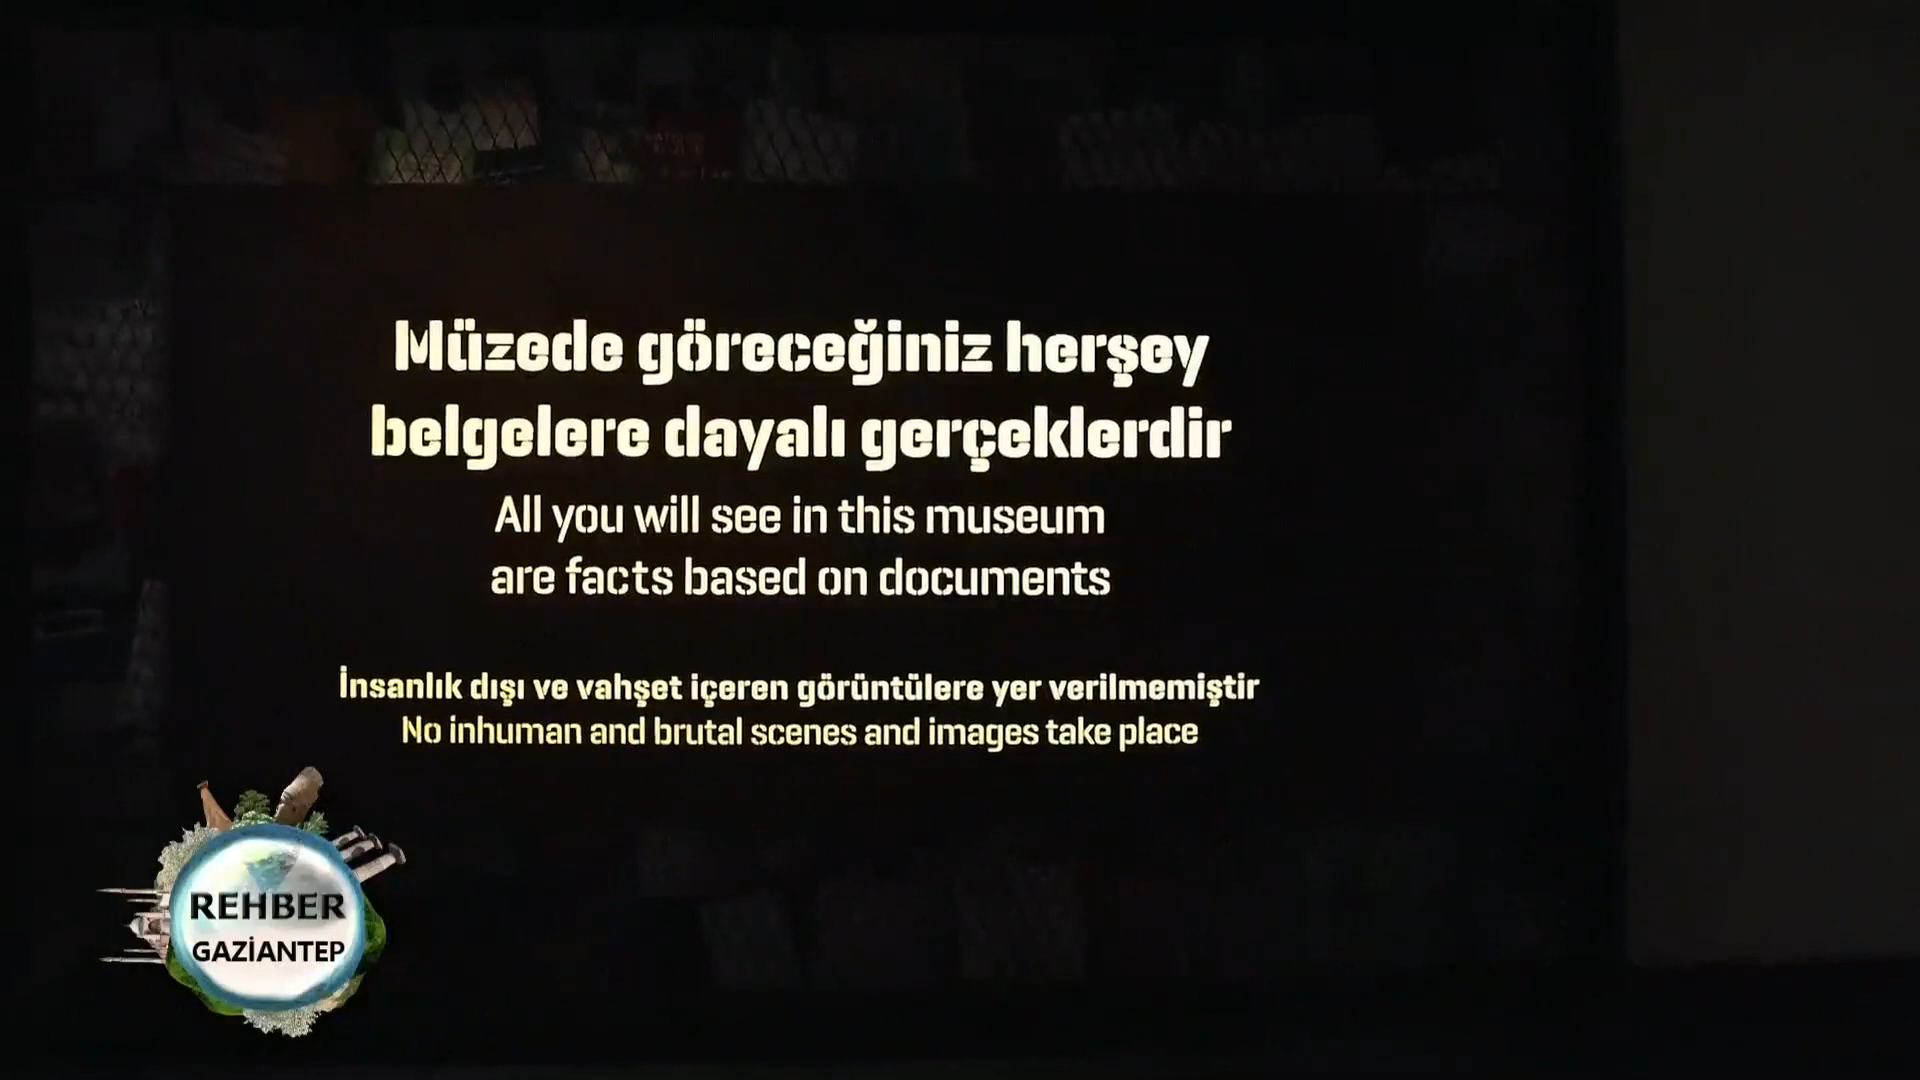 Müzede göreceğiniz herşey
belgelere dayalı gerçeklerdir
All you will see in this museum
are facts based on documents
İnsanlık dışı ve vahşet içeren görüntülere yer verilmemiştir
No inhuman and brutal scenes and images take place
REHBER
GAZİANTEP